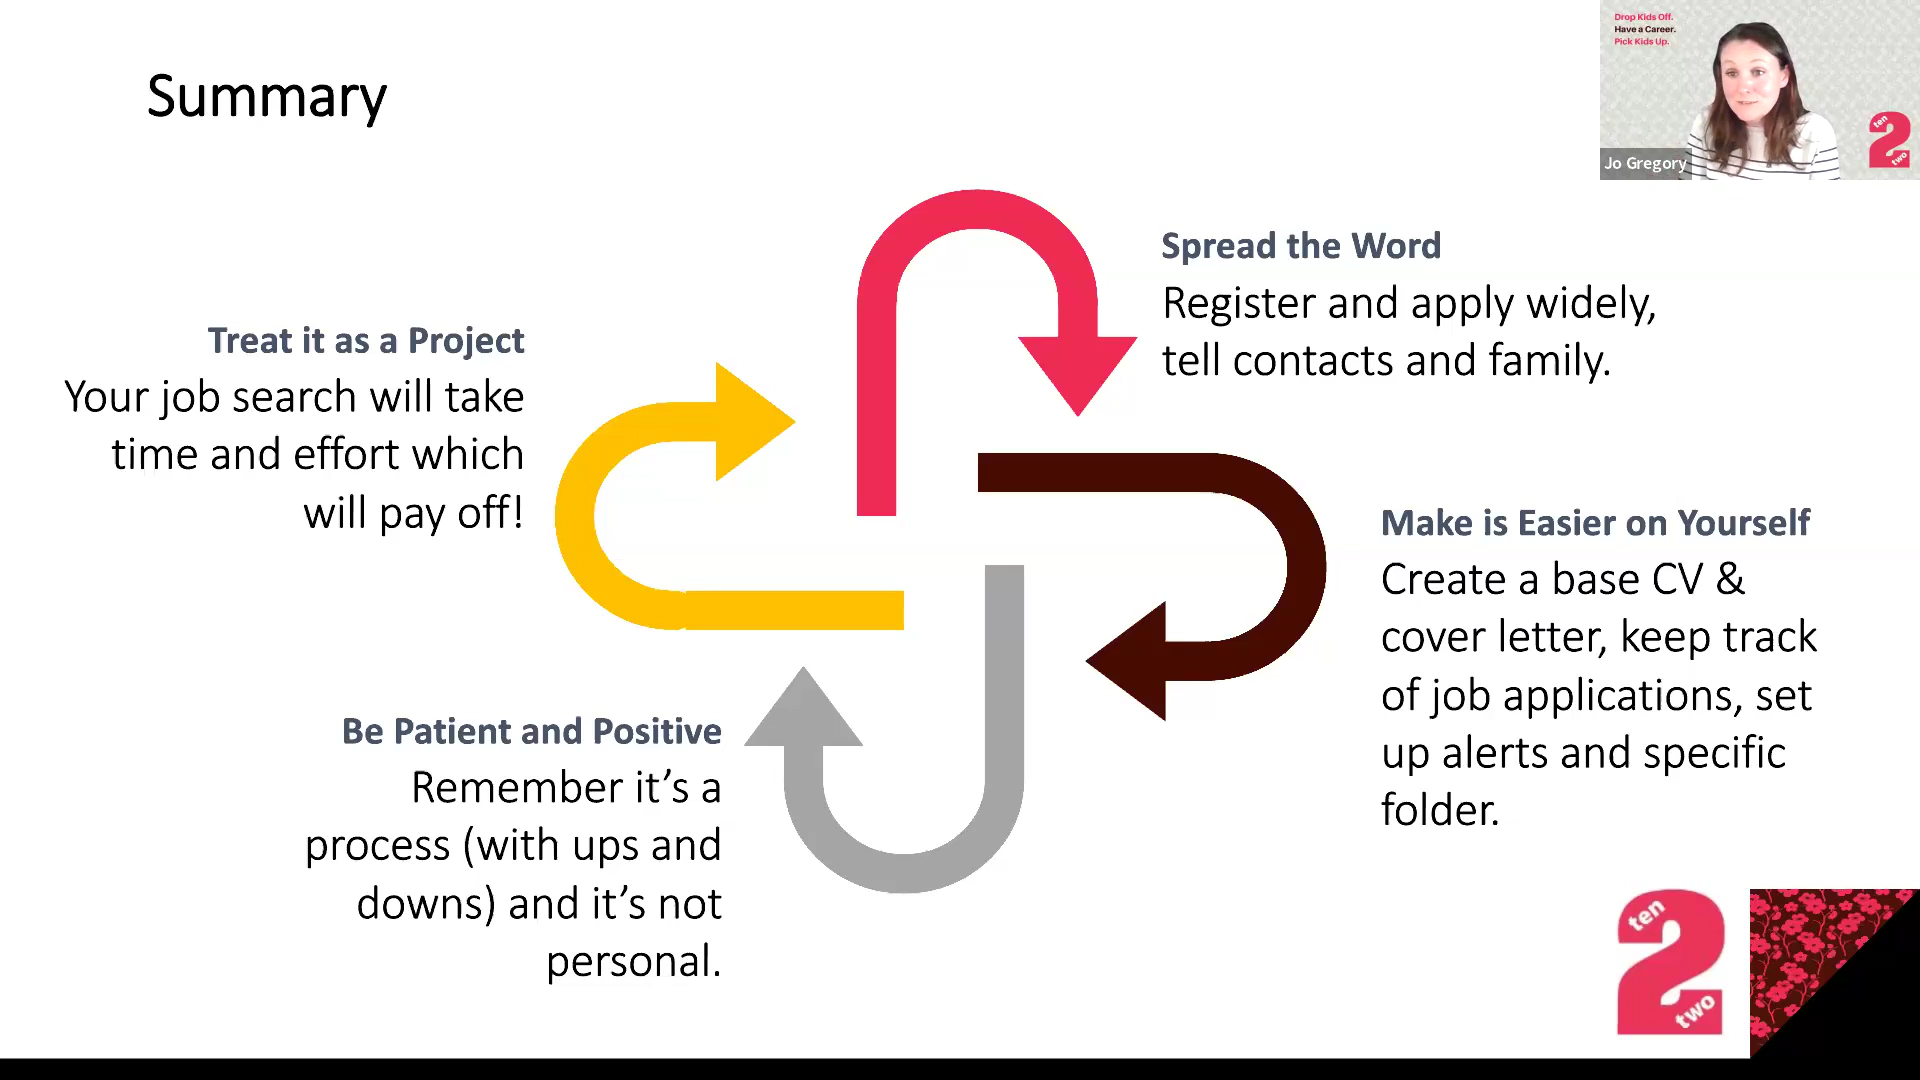 Summary
Drop Kids Off.
Have a Career.
Pick Kids Up.
ten
2
two
Jo Gregory
Spread the Word
Register and apply widely,
tell contacts and family.
Treat it as a Project
Your job search will take
time and effort which
will pay off!
Make is Easier on Yourself
Create a base CV &
cover letter, keep track
of job applications, set
up alerts and specific
folder.
Be Patient and Positive
Remember it’s a
process (with ups and
downs) and it’s not
personal.
ten
2
two